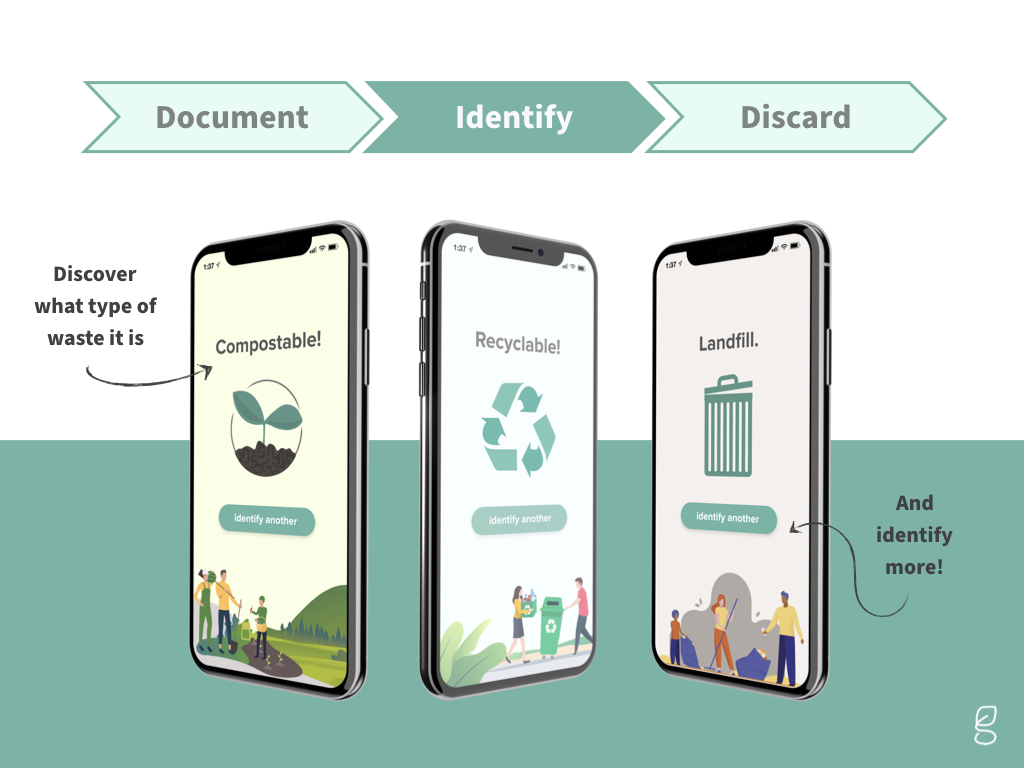 Document
Identify
Discard
Discover
what type of
waste it is
1:37
Compostable!
identify another
1:37
Recyclable!
identify another
1:37
Landfill.
identify another
And
identify
more!